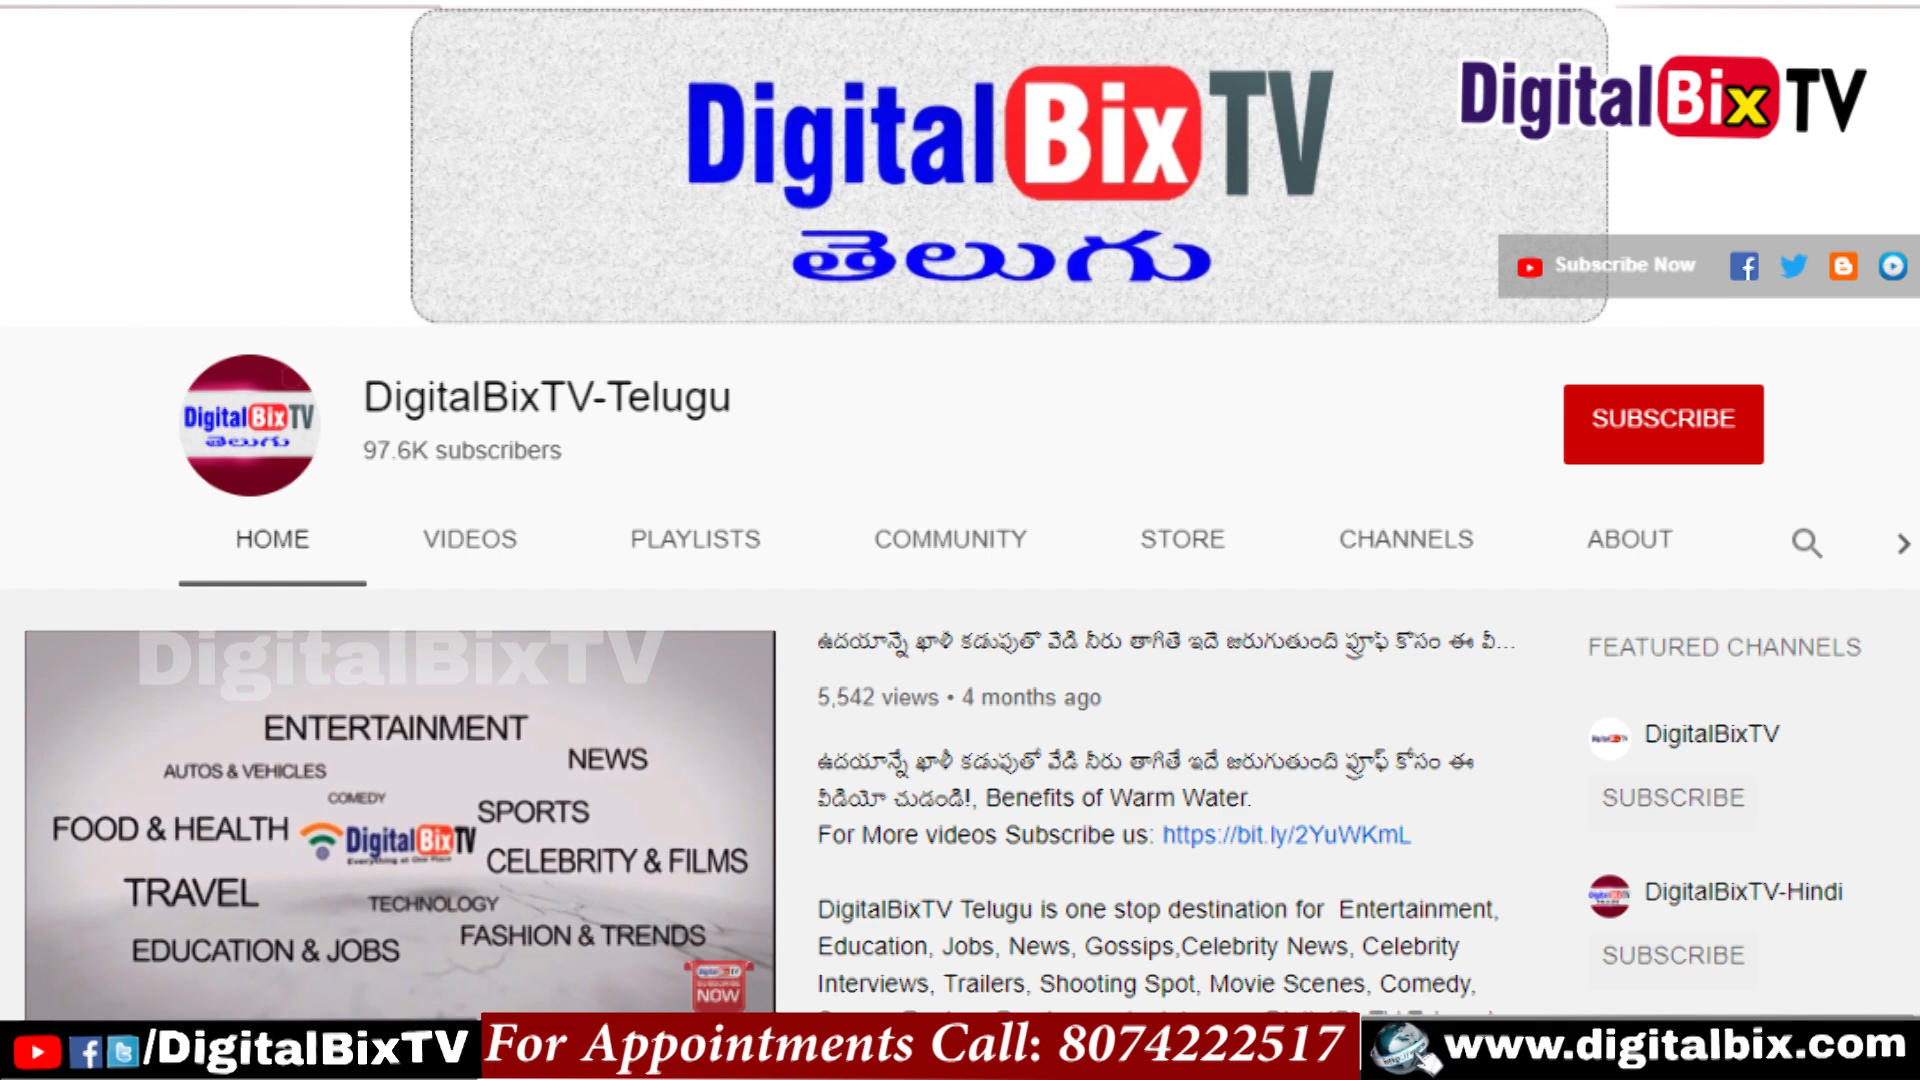 DigitalBixTV
తెలుగు
DigitalBixTV
Subscribe Now
DigitalBixTV
తెలుగు
DigitalBixTV-Telugu
97.6K subscribers
SUBSCRIBE
HOME VIDEOS PLAYLISTS COMMUNITY STORE CHANNELS ABOUT
DigitalBixTV
ENTERTAINMENT
NEWS
AUTOS & VEHICLES
COMEDY
SPORTS
FOOD & HEALTH
DigitalBixTV
Everything at One Place
CELEBRITY & FILMS
TRAVEL
TECHNOLOGY
FASHION & TRENDS
EDUCATION & JOBS
SUBSCRIBE
NOW
ఉదయాన్నే ఖాళీ కడుపుతో వేడి నీరు తాగితే ఇదే జరుగుతుంది ప్రూఫ్ కోసం ఈ వీ...
5,542 views • 4 months ago
ఉదయాన్నే ఖాళీ కడుపుతో వేడి నీరు తాగితే ఇదే జరుగుతుంది ప్రూఫ్ కోసం ఈ
వీడియో చుడండి!, Benefits of Warm Water.
For More videos Subscribe us: https://bit.ly/2YuWKmL
DigitalBixTV Telugu is one stop destination for Entertainment,
Education, Jobs, News, Gossips,Celebrity News, Celebrity
Interviews, Trailers, Shooting Spot, Movie Scenes, Comedy,
FEATURED CHANNELS
DigitalBixTV
SUBSCRIBE
DigitalBixTV-Hindi
SUBSCRIBE
/DigitalBixTV
For Appointments Call: 8074222517
www.digitalbix.com